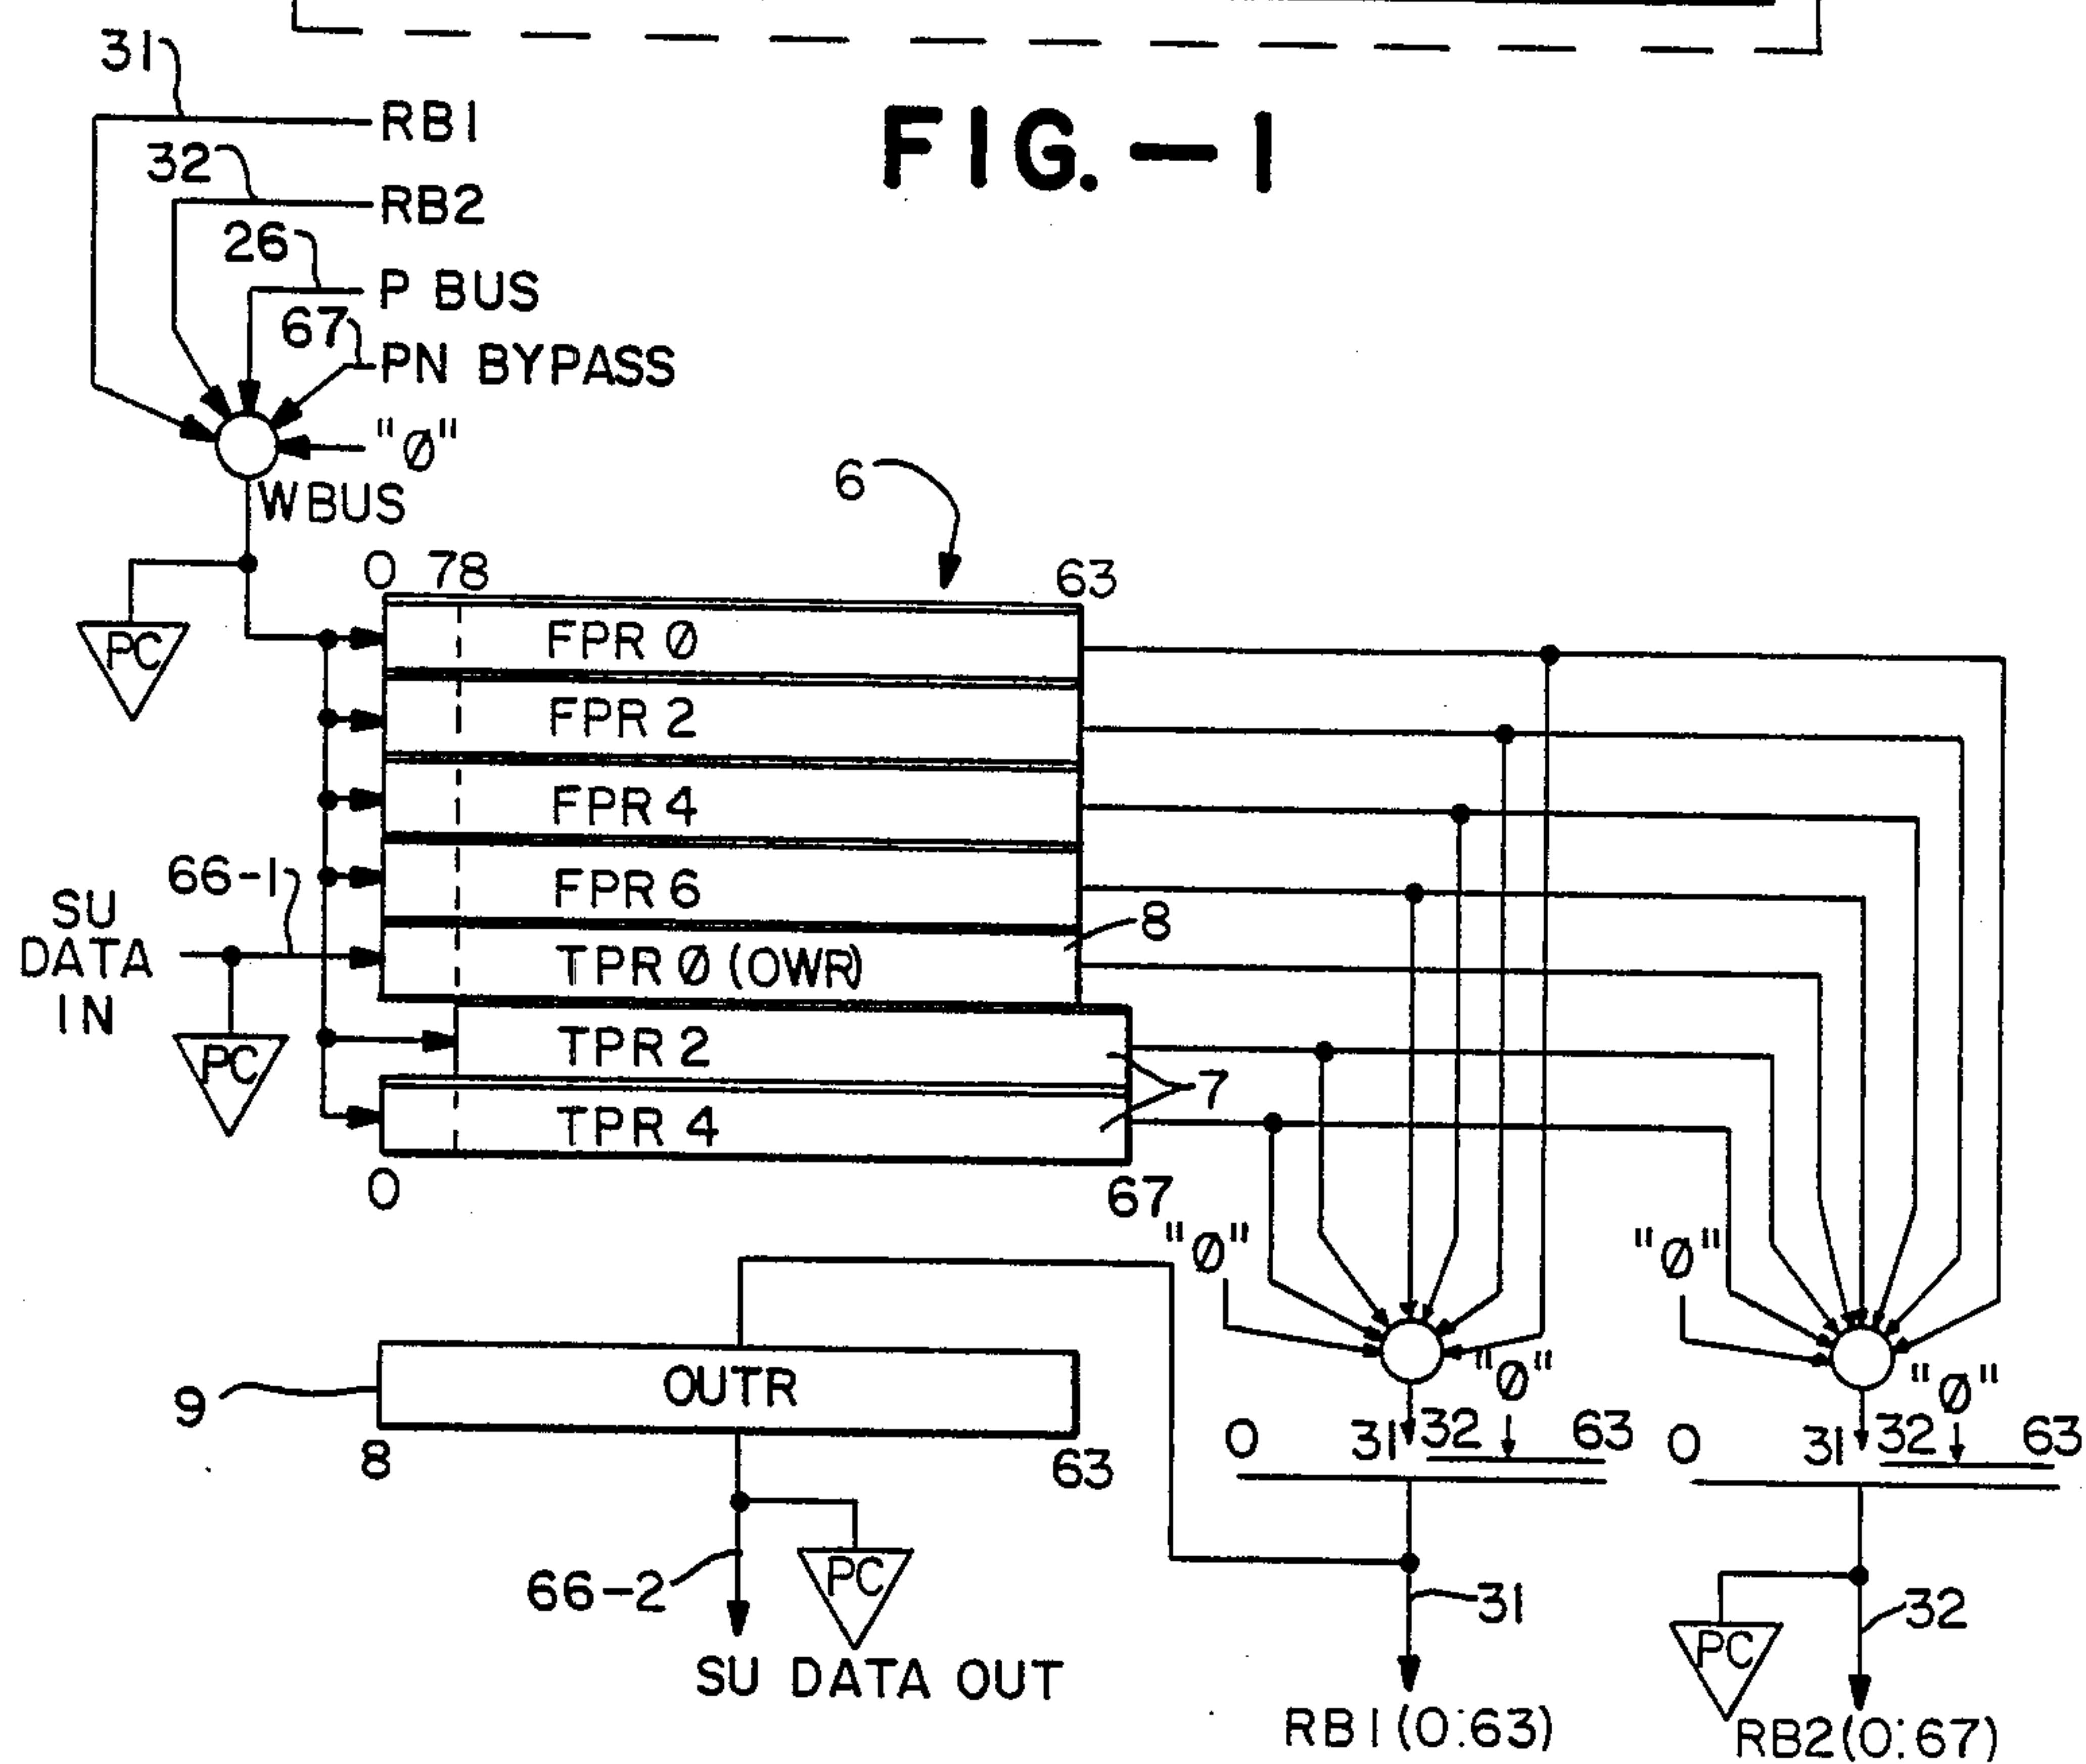 FIG.—1
31
RB1
32
RB2
26
P BUS
67
PN BYPASS
"Ø"
WBUS
6
0 78 63
PC
FPR Ø
FPR 2
FPR 4
FPR 6
66-1
SU
DATA
IN
TPR Ø (OWR)
8
PC
TPR 2
TPR 4
7
0 67
"Ø" "Ø"
OUTR
9
8 63
"Ø" "Ø"
0 31 32 63 0 31 32 63
66-2
PC
31
32
PC
SU DATA OUT
RB1(0:63)
RB2(0:67)